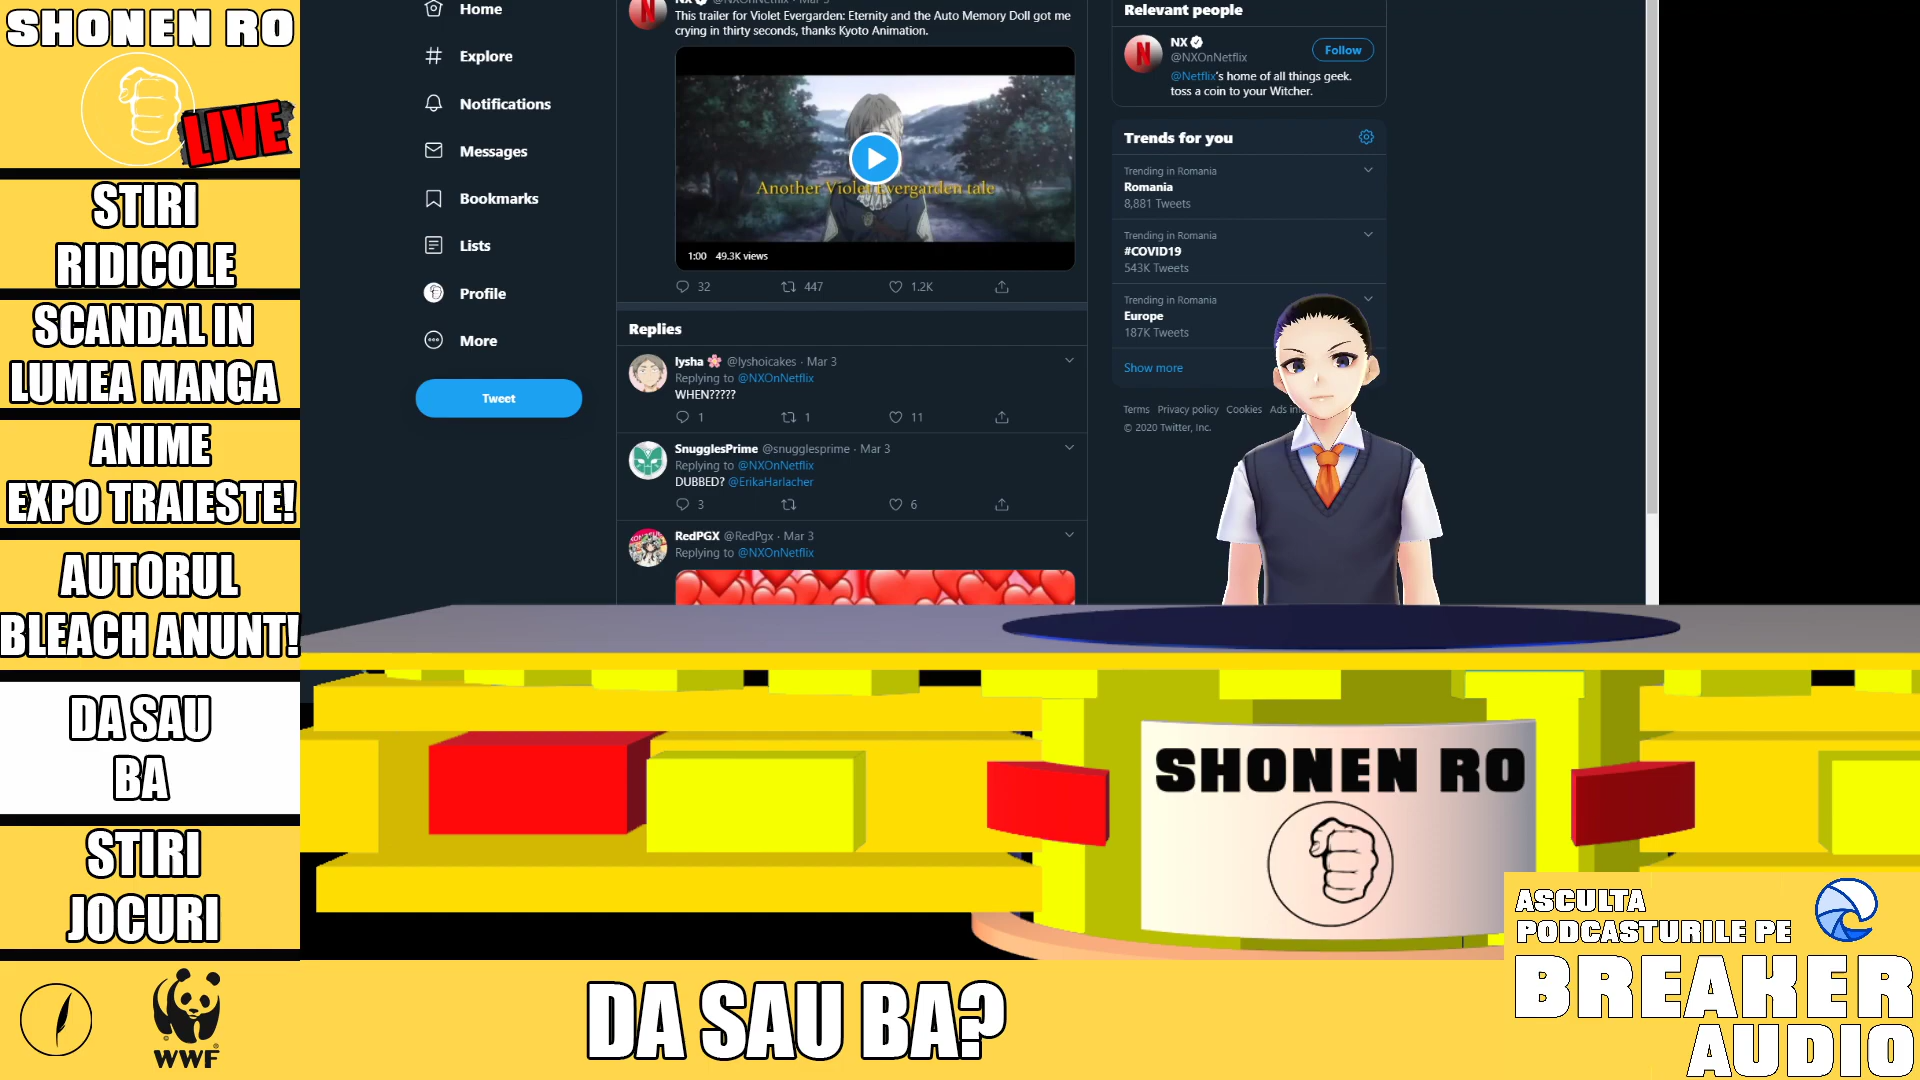 SHONEN RO
LIVE
STIRI
RIDICOLE
SCANDAL IN
LUMEA MANGA
ANIME
EXPO TRAIESTE!
AUTORUL
BLEACH ANUNT!
DA SAU
BA
STIRI
JOCURI
WWF
Home
Explore
Notifications
Messages
Bookmarks
Lists
Profile
More
Tweet
This trailer for Violet Evergarden: Eternity and the Auto Memory Doll got me
crying in thirty seconds, thanks Kyoto Animation.
Another Violet Evergarden tale
1:00 49.3K views
32 447 1.2K
Replies
lysha @lyshoicakes · Mar 3
Replying to @NXOnNetflix
WHEN?????
1 1 11
SnugglesPrime @snugglesprime · Mar 3
Replying to @NXOnNetflix
DUBBED? @ErikaHarlacher
3 6
RedPGX @RedPgx · Mar 3
Replying to @NXOnNetflix
Relevant people
NX
@NXOnNetflix
Follow
@Netflix's home of all things geek.
toss a coin to your Witcher.
Trends for you
Trending in Romania
Romania
8,881 Tweets
Trending in Romania
#COVID19
543K Tweets
Trending in Romania
Europe
187K Tweets
Show more
Terms Privacy policy Cookies Ads in
© 2020 Twitter, Inc.
SHONEN RO
ASCULTA
PODCASTURILE PE
BREAKER
AUDIO
DA SAU BA?